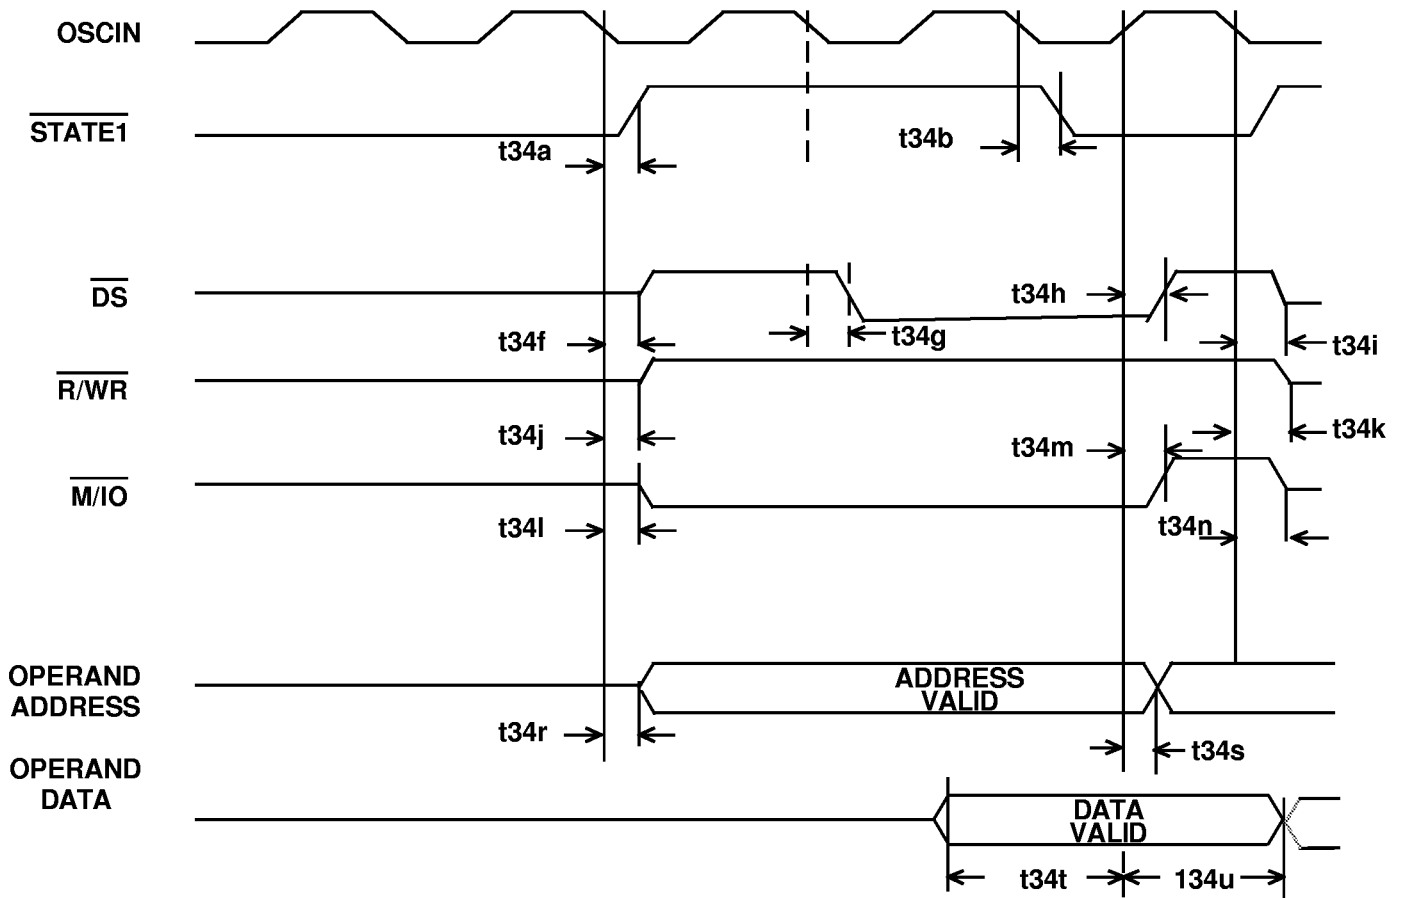 OSCIN
STATE1
t34a
t34b
DS
t34h
t34f
t34g
t34i
R/WR
t34j
t34m
t34k
M/IO
t34l
t34n
OPERAND
ADDRESS
ADDRESS
VALID
t34r
t34s
OPERAND
DATA
DATA
VALID
t34t
134u